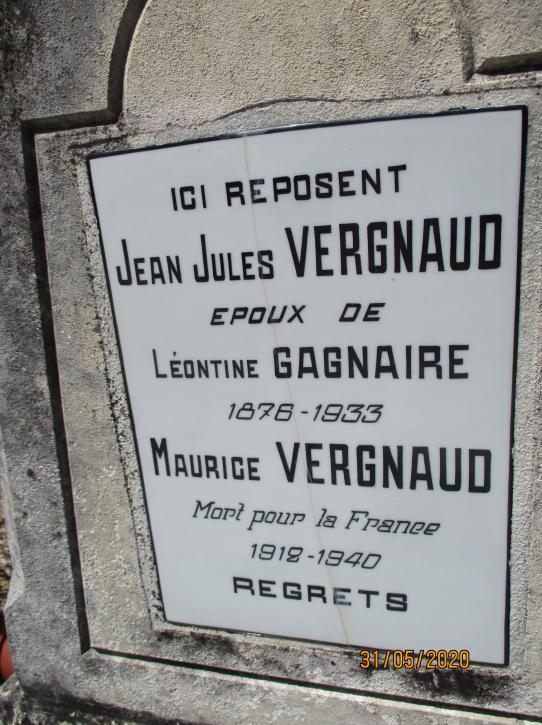 ICI REPOSENT
JEAN JULES VERGNAUD
EPOUX DE
LÉONTINE GAGNAIRE
1876-1933
MAURICE VERGNAUD
Mort pour la France
1912-1940
REGRETS
31/05/2020